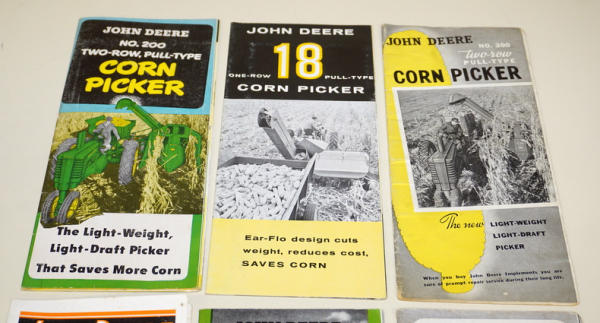 JOHN DEERE
NO. 200
TWO-ROW, PULL-TYPE
CORN
PICKER
The Light-Weight,
Light-Draft Picker
That Saves More Corn
JOHN DEERE
18
ONE-ROW PULL-TYPE
CORN PICKER
Ear-Flo design cuts
weight, reduces cost,
SAVES CORN
JOHN DEERE
NO. 200
two-row
PULL-TYPE
CORN PICKER
The new LIGHT-WEIGHT
LIGHT-DRAFT
PICKER
When you buy John Deere Implements you are
sure of prompt repair service during their long life.
JOHN DEERE